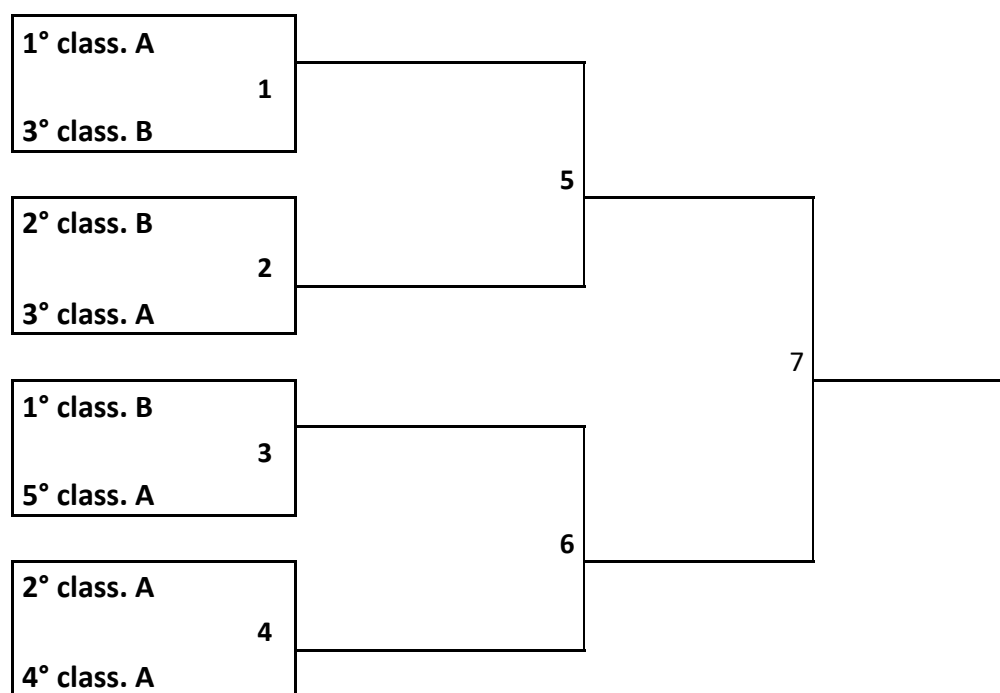 1° class. A
1
3° class. B
5
2° class. B
2
3° class. A
7
1° class. B
3
5° class. A
6
2° class. A
4
4° class. A